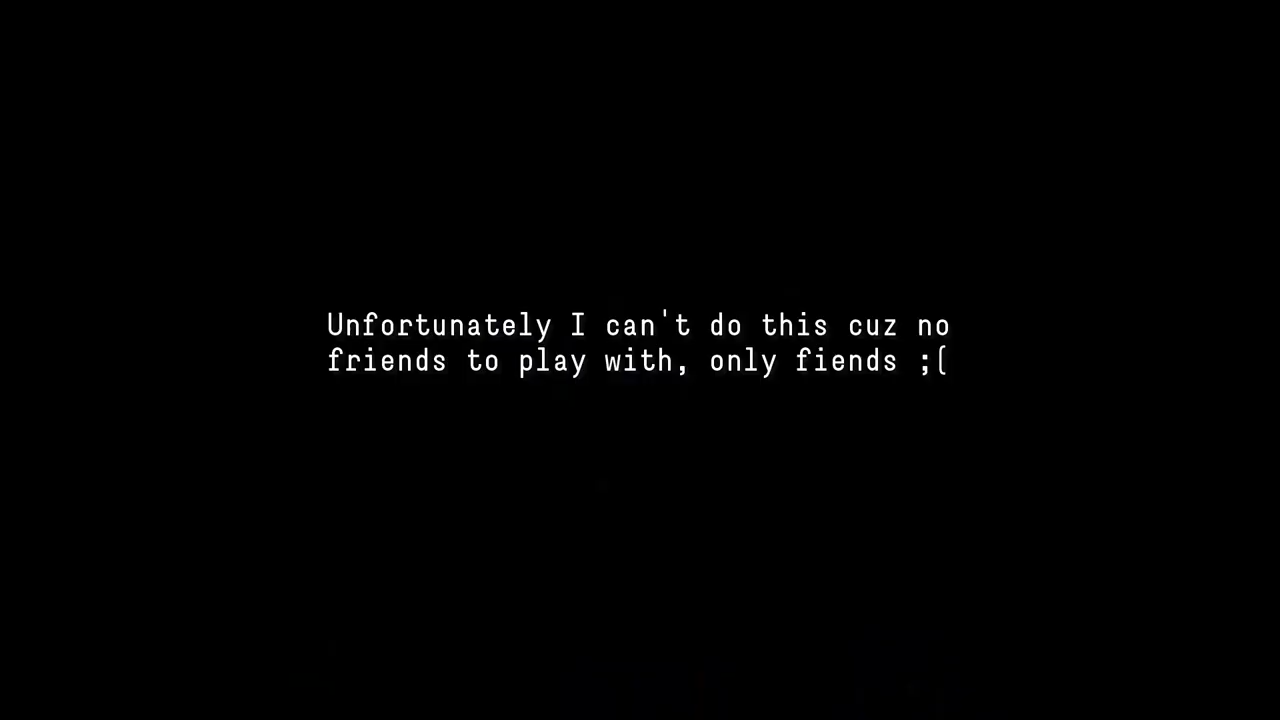 Unfortunately I can't do this cuz no
friends to play with, only fiends ;(